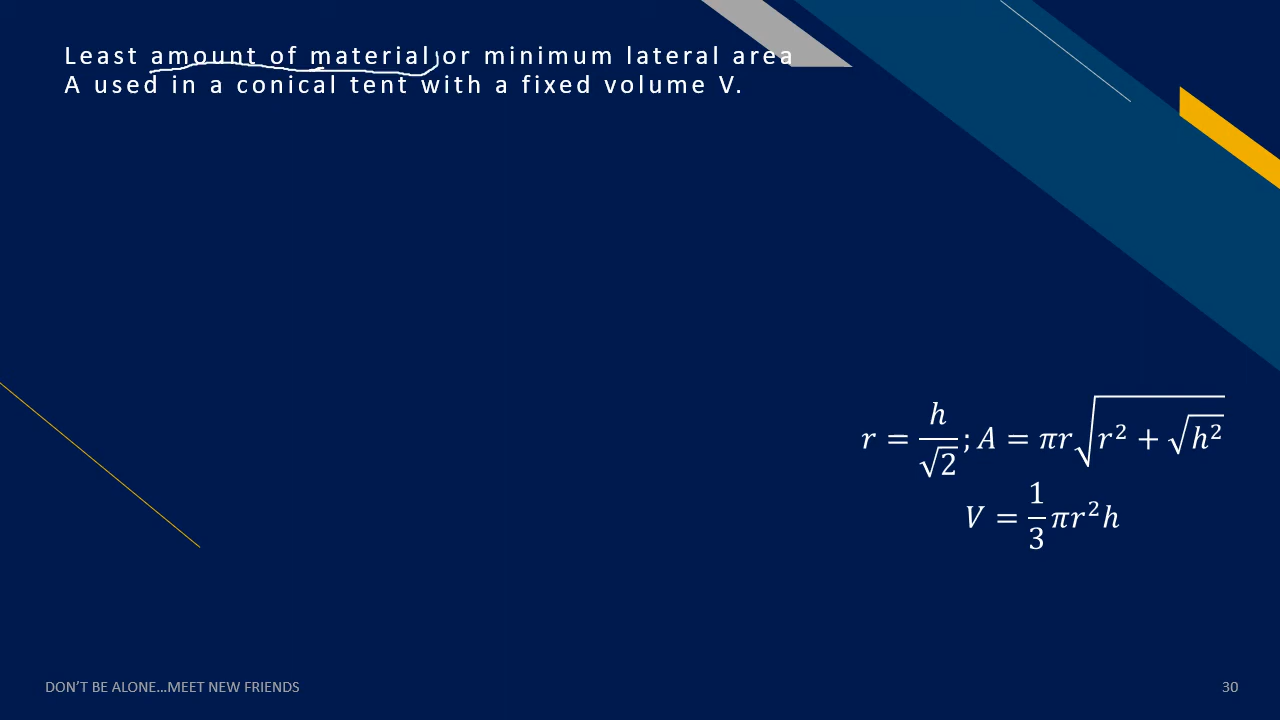 Least amount of material or minimum lateral area
A used in a conical tent with a fixed volume V.
r = h/√2; A = πr√(r² + √h²)
V = 1/3 πr²h
DON'T BE ALONE…MEET NEW FRIENDS
30